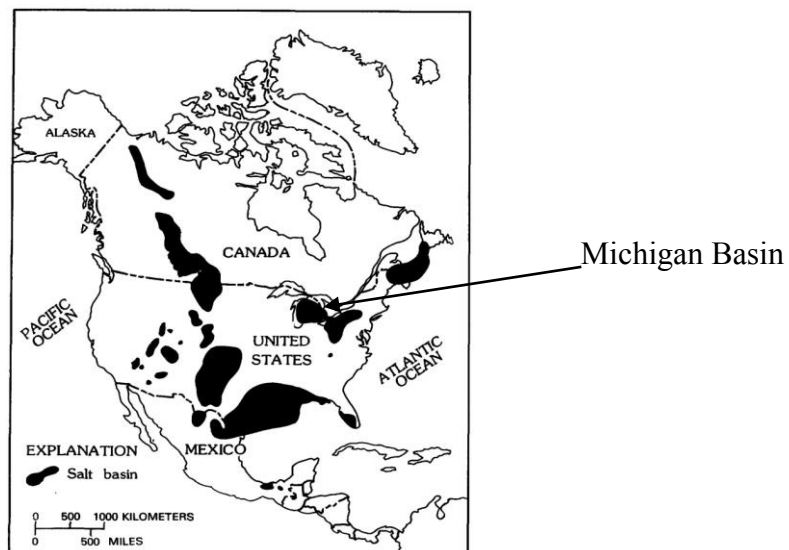 ALASKA
CANADA
Michigan Basin
PACIFIC
OCEAN
UNITED
STATES
ATLANTIC
OCEAN
EXPLANATION
MEXICO
Salt basin
0 500 1000 KILOMETERS
0 500 MILES